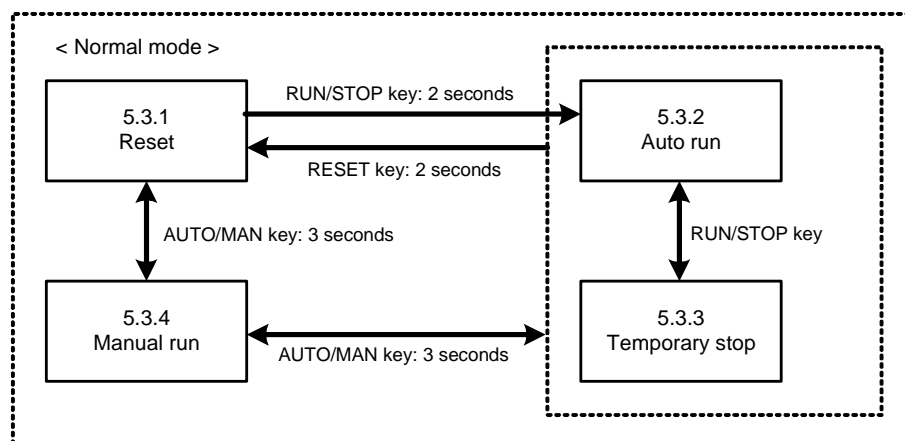 < Normal mode >
RUN/STOP key: 2 seconds
5.3.1
Reset
5.3.2
Auto run
RESET key: 2 seconds
AUTO/MAN key: 3 seconds
RUN/STOP key
5.3.4
Manual run
5.3.3
Temporary stop
AUTO/MAN key: 3 seconds